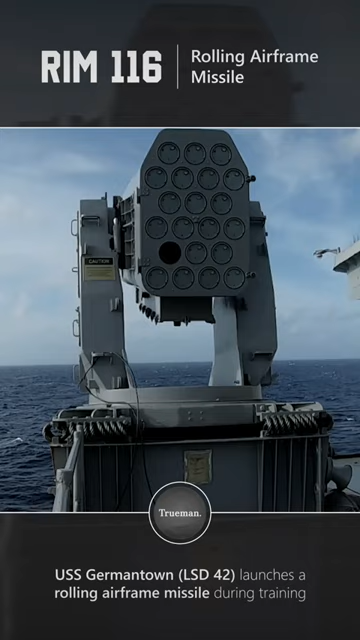 RIM 116
Rolling Airframe
Missile
CAUTION
Trueman.
USS Germantown (LSD 42) launches a
rolling airframe missile during training